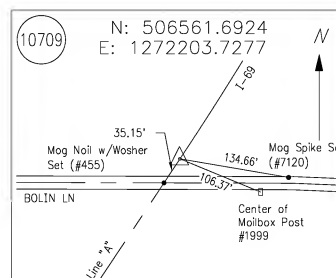 10709
N: 506561.6924
E: 1272203.7277
N
I-69
35.15'
Mag Nail w/Washer
Set (#455)
134.66'
Mag Spike Se
(#7120)
106.37'
BOLIN LN
Center of
Mailbox Post
#1999
Line "A"